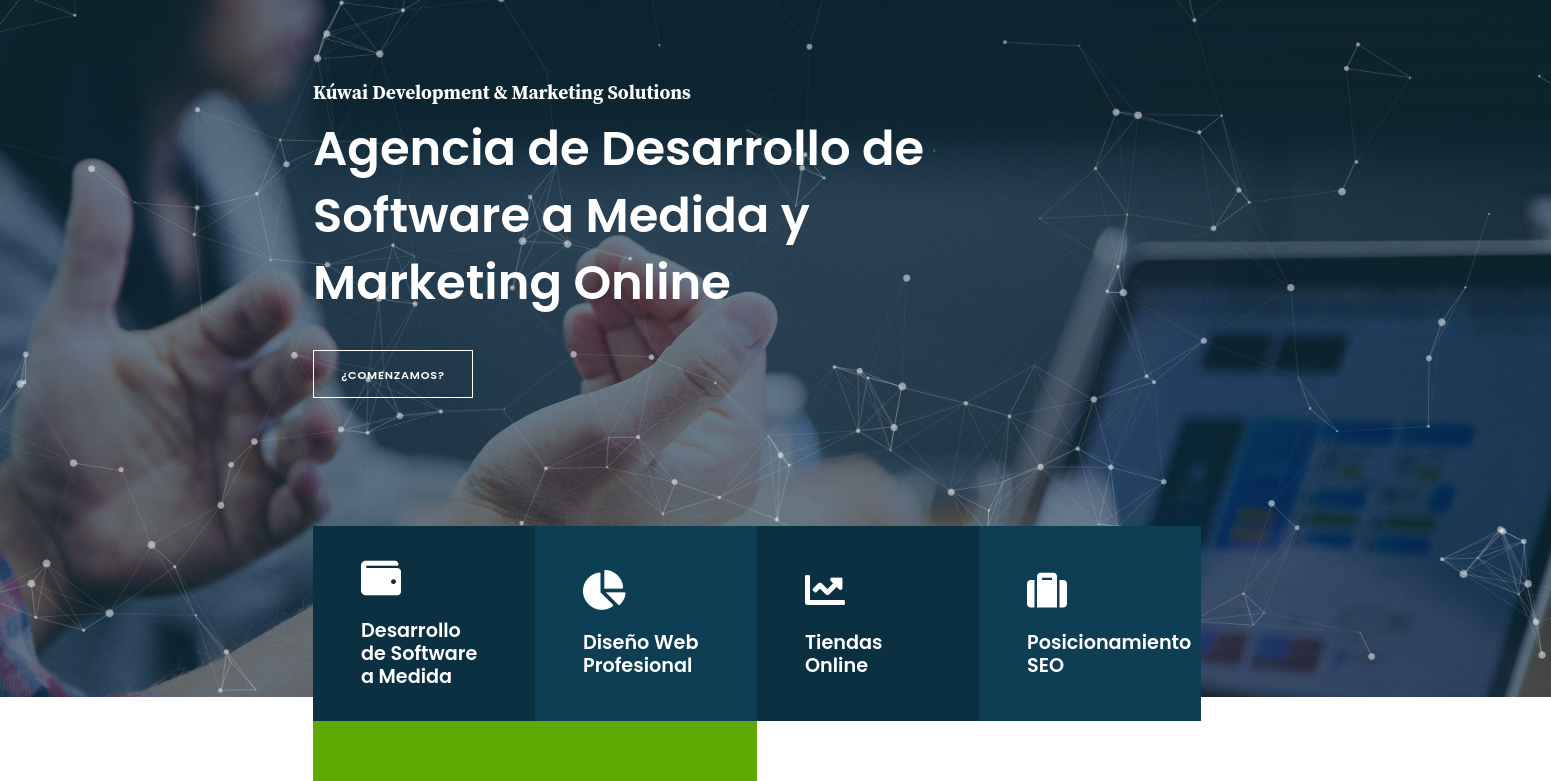 Kúwai Development & Marketing Solutions
Agencia de Desarrollo de
Software a Medida y
Marketing Online
¿COMENZAMOS?
Desarrollo
de Software
a Medida
Diseño Web
Profesional
Tiendas
Online
Posicionamiento
SEO